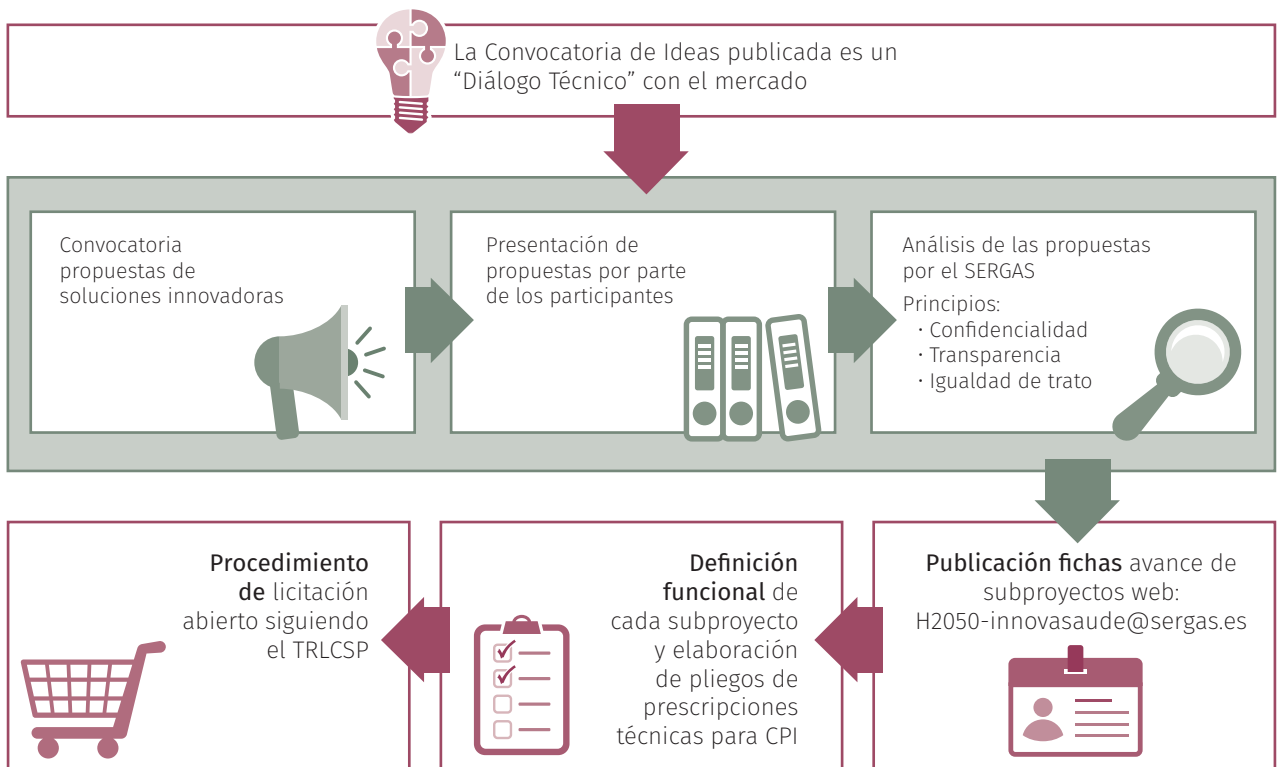 La Convocatoria de Ideas publicada es un
“Diálogo Técnico” con el mercado
Convocatoria
propuestas de
soluciones innovadoras
Presentación de
propuestas por parte
de los participantes
Análisis de las propuestas
por el SERGAS
Principios:
· Confidencialidad
· Transparencia
· Igualdad de trato
Procedimiento
de licitación
abierto siguiendo
el TRLCSP
Definición
funcional de
cada subproyecto
y elaboración
de pliegos de
prescripciones
técnicas para CPI
Publicación fichas avance de
subproyectos web:
H2050-innovasaude@sergas.es